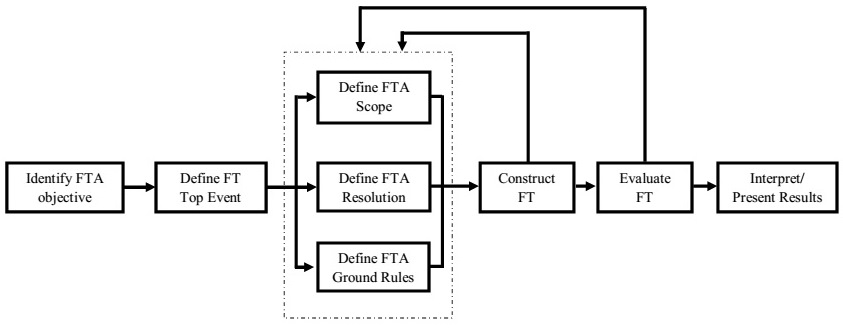 Identify FTA
objective
Define FT
Top Event
Define FTA
Scope
Define FTA
Resolution
Define FTA
Ground Rules
Construct
FT
Evaluate
FT
Interpret/
Present Results